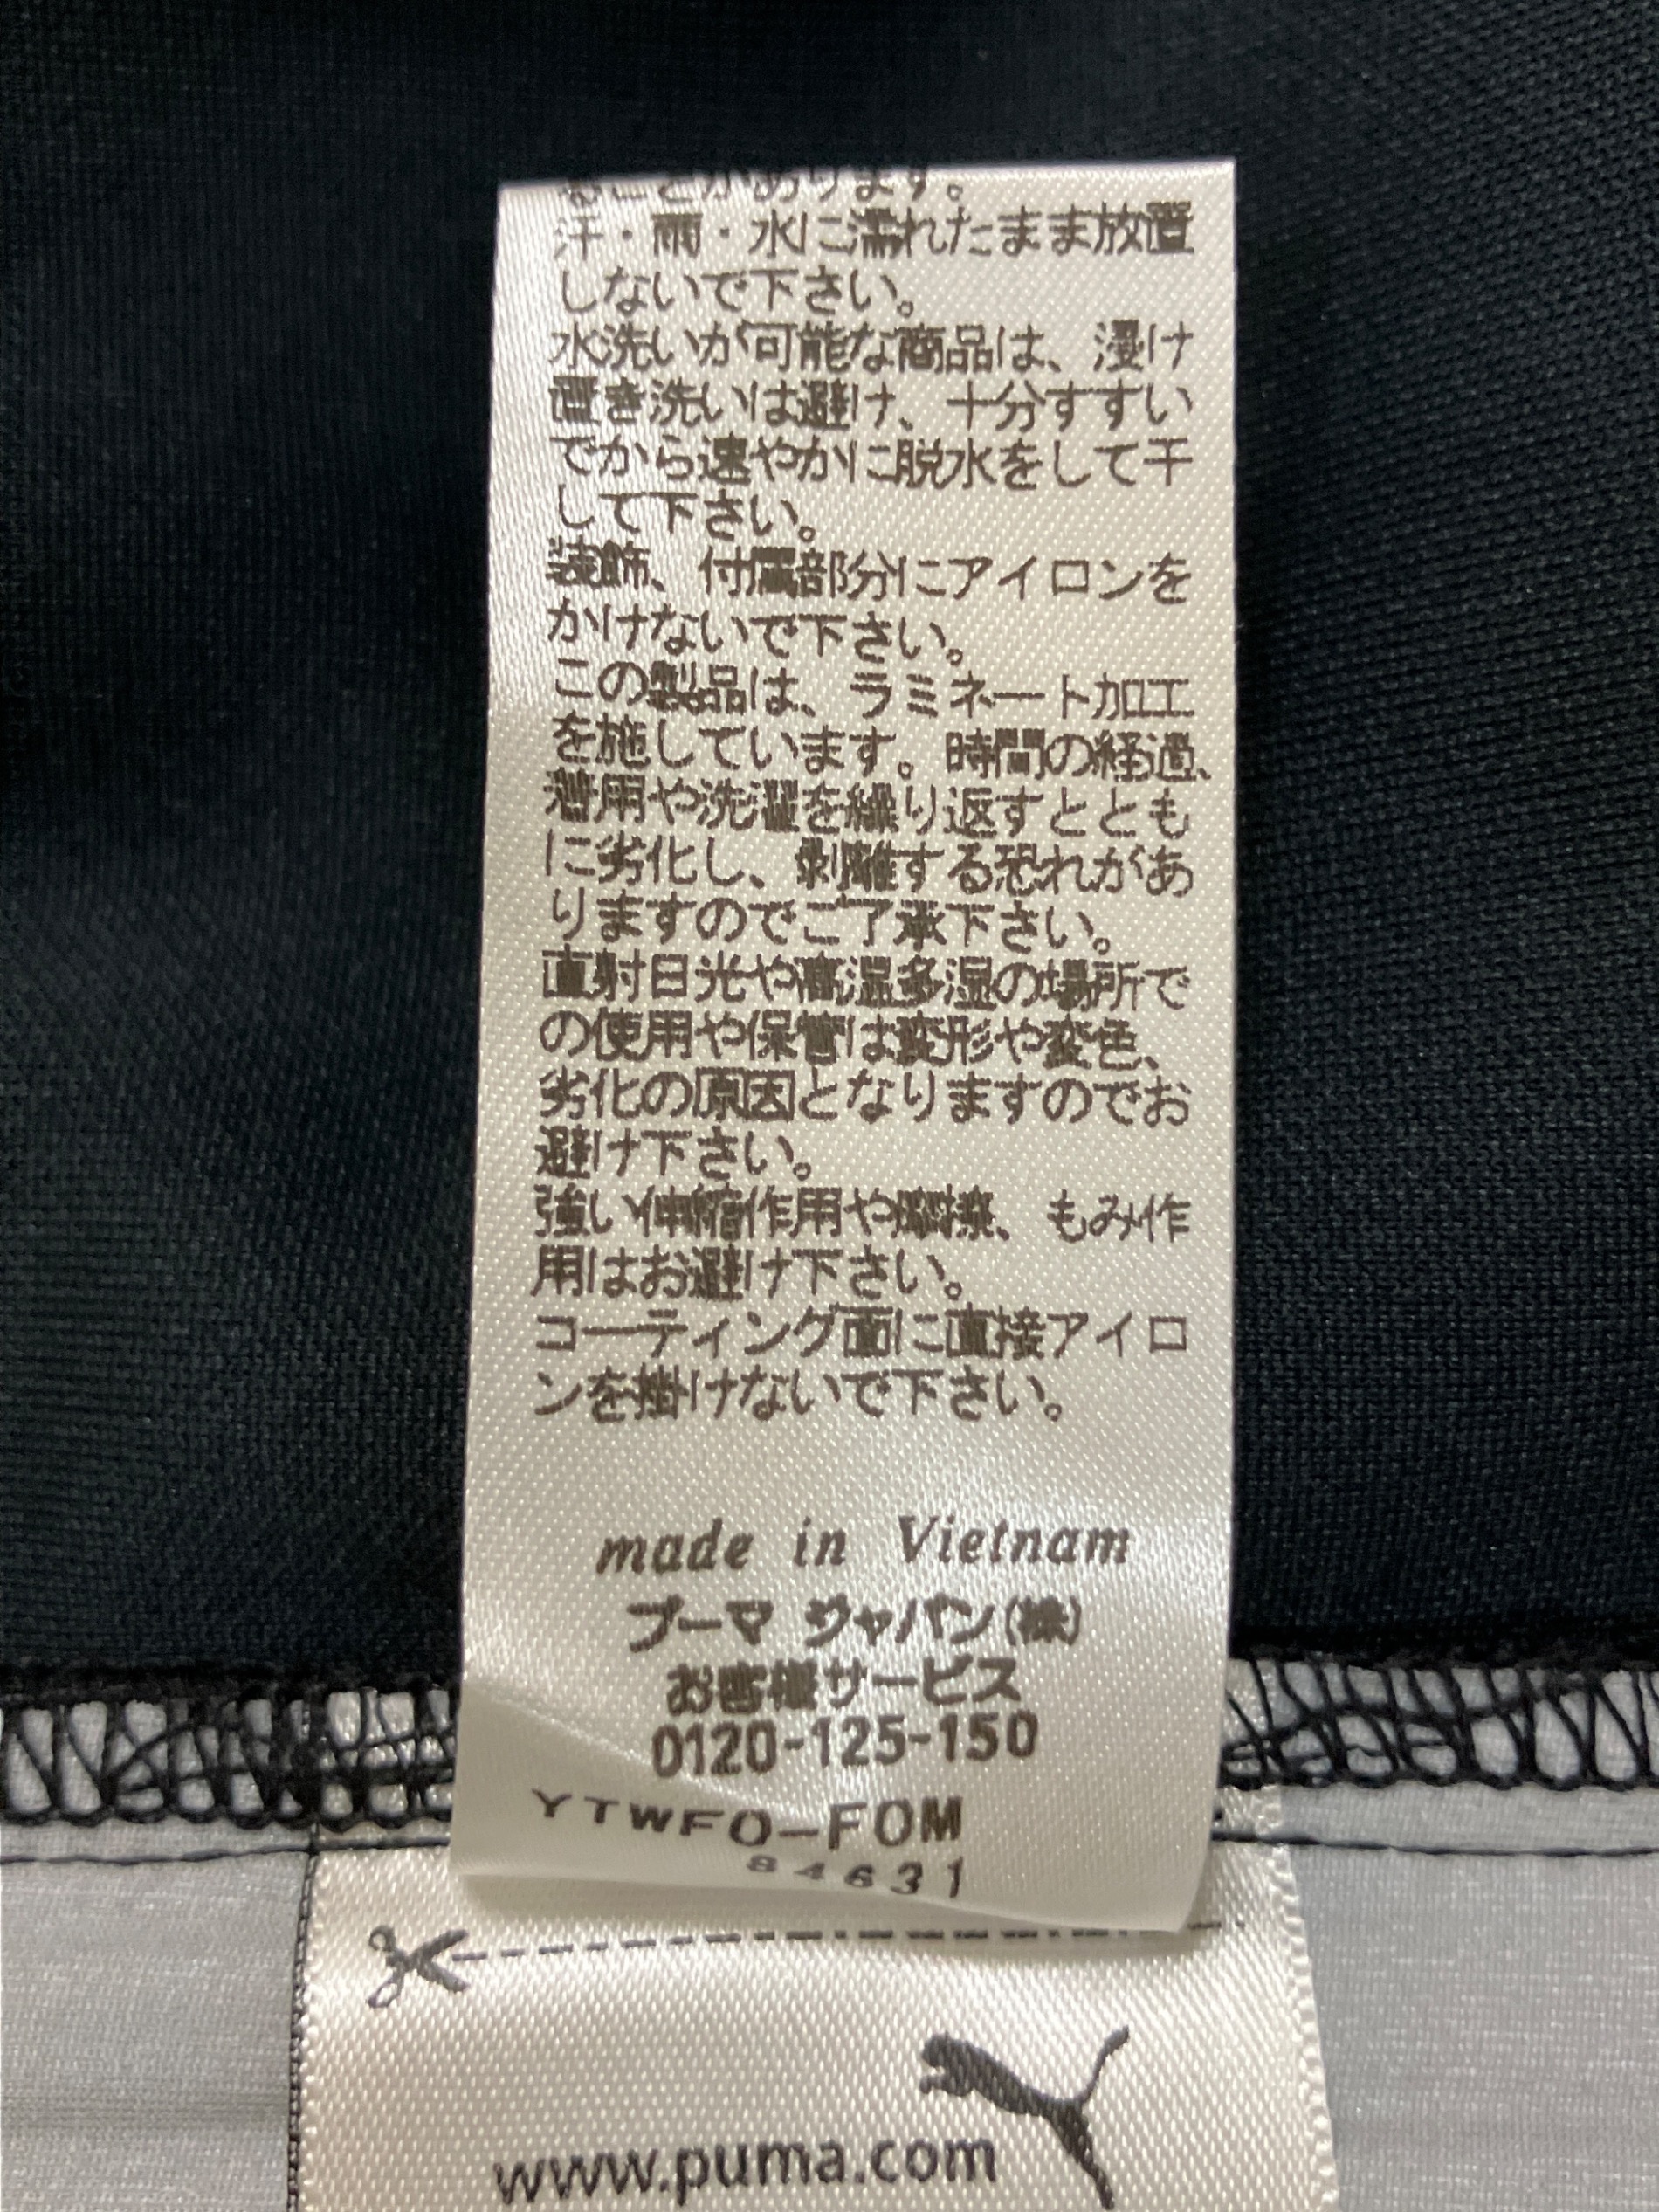 ることがあります。
汗・雨・水に濡れたまま放置
しないで下さい。
水洗いが可能な商品は、浸け
置き洗いは避け、十分すすい
でから速やかに脱水をして干
して下さい。
装飾、付属部分にアイロンを
かけないで下さい。
この製品は、ラミネート加工
を施しています。時間の経過、
着用や洗濯を繰り返すととも
に劣化し、剥離する恐れがあ
りますのでご了承下さい。
直射日光や高温多湿の場所で
の使用や保管は変形や変色、
劣化の原因となりますのでお
避け下さい。
強い伸縮作用や摩擦、もみ作
用はお避け下さい。
コーティング面に直接アイロ
ンを掛けないで下さい。
made in Vietnam
プーマ ジャパン(株)
お客様サービス
0120-125-150
YTWFO-FOM
84631
www.puma.com